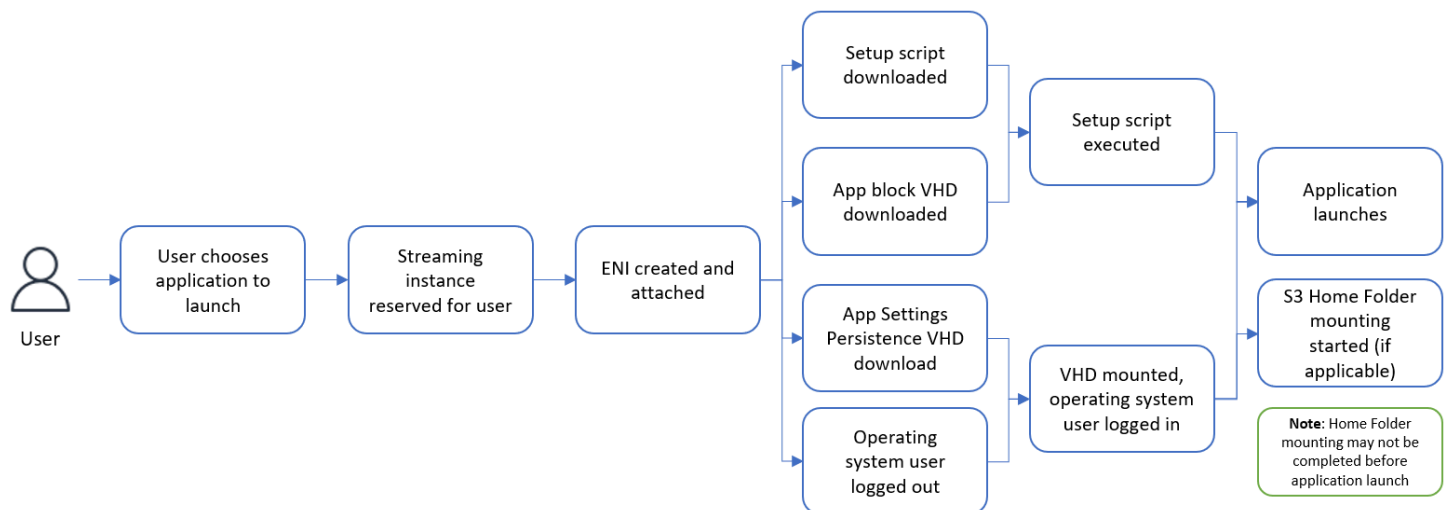 User
User chooses
application to
launch
Streaming
instance
reserved for user
ENI created and
attached
Setup script
downloaded
App block VHD
downloaded
App Settings
Persistence VHD
download
Operating
system user
logged out
Setup script
executed
VHD mounted,
operating system
user logged in
Application
launches
S3 Home Folder
mounting
started (if
applicable)
Note: Home Folder
mounting may not be
completed before
application launch